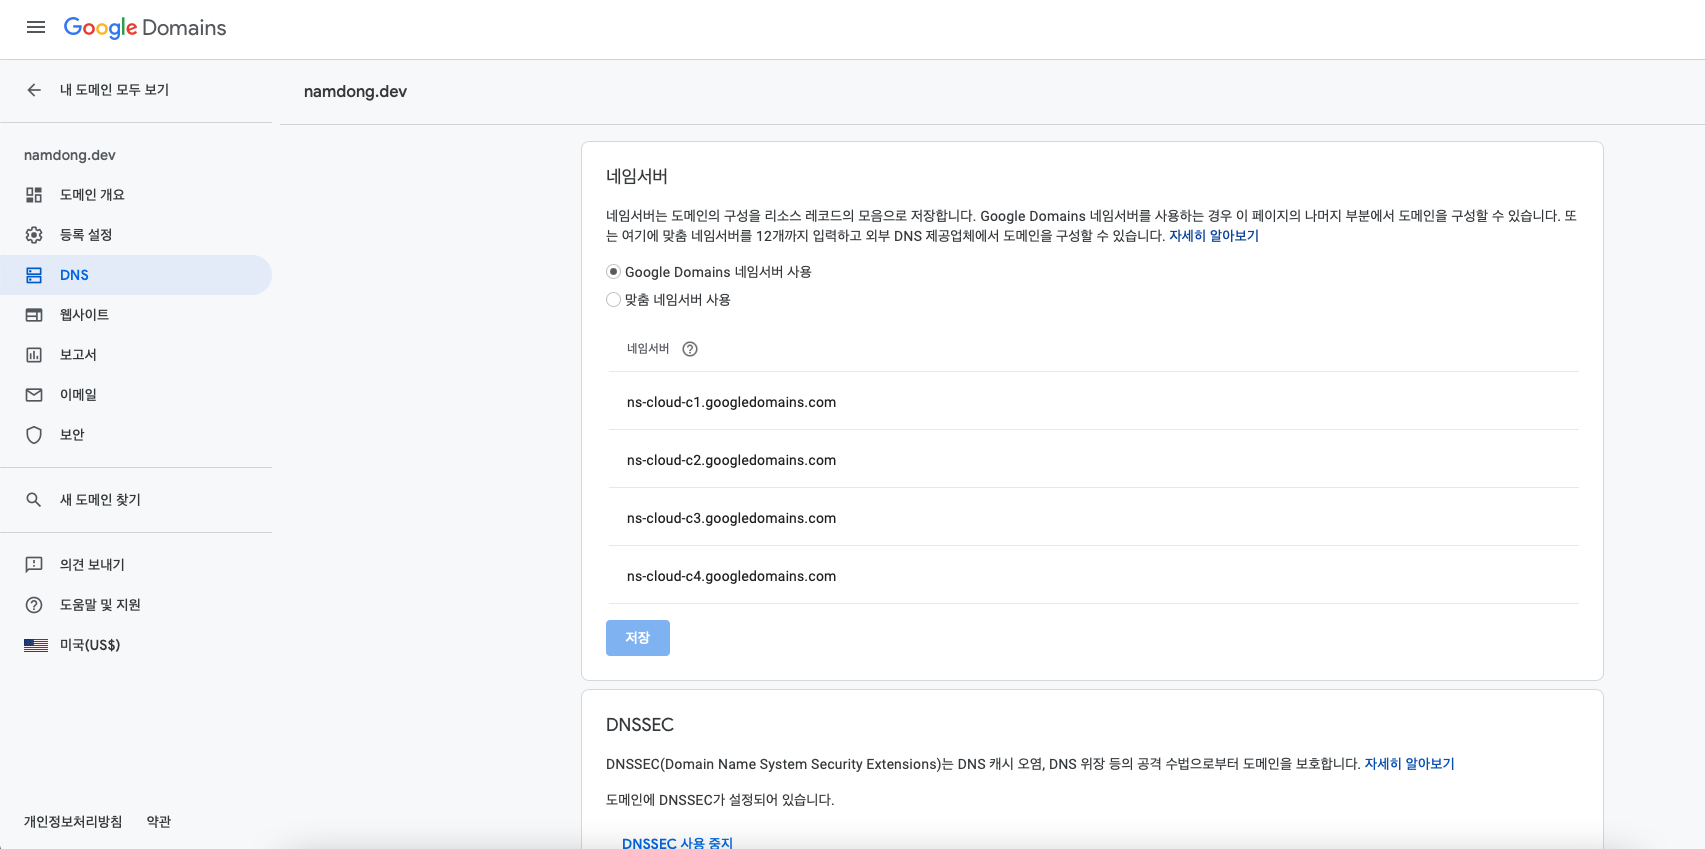 Google Domains
내 도메인 모두 보기
namdong.dev
도메인 개요
등록 설정
DNS
웹사이트
보고서
이메일
보안
새 도메인 찾기
의견 보내기
도움말 및 지원
미국(US$)
개인정보처리방침 약관
namdong.dev
네임서버
네임서버는 도메인의 구성을 리소스 레코드의 모음으로 저장합니다. Google Domains 네임서버를 사용하는 경우 이 페이지의 나머지 부분에서 도메인을 구성할 수 있습니다. 또
는 여기에 맞춤 네임서버를 12개까지 입력하고 외부 DNS 제공업체에서 도메인을 구성할 수 있습니다. 자세히 알아보기
Google Domains 네임서버 사용
맞춤 네임서버 사용
네임서버
ns-cloud-c1.googledomains.com
ns-cloud-c2.googledomains.com
ns-cloud-c3.googledomains.com
ns-cloud-c4.googledomains.com
저장
DNSSEC
DNSSEC(Domain Name System Security Extensions)는 DNS 캐시 오염, DNS 위장 등의 공격 수법으로부터 도메인을 보호합니다. 자세히 알아보기
도메인에 DNSSEC가 설정되어 있습니다.
DNSSEC 사용 중지